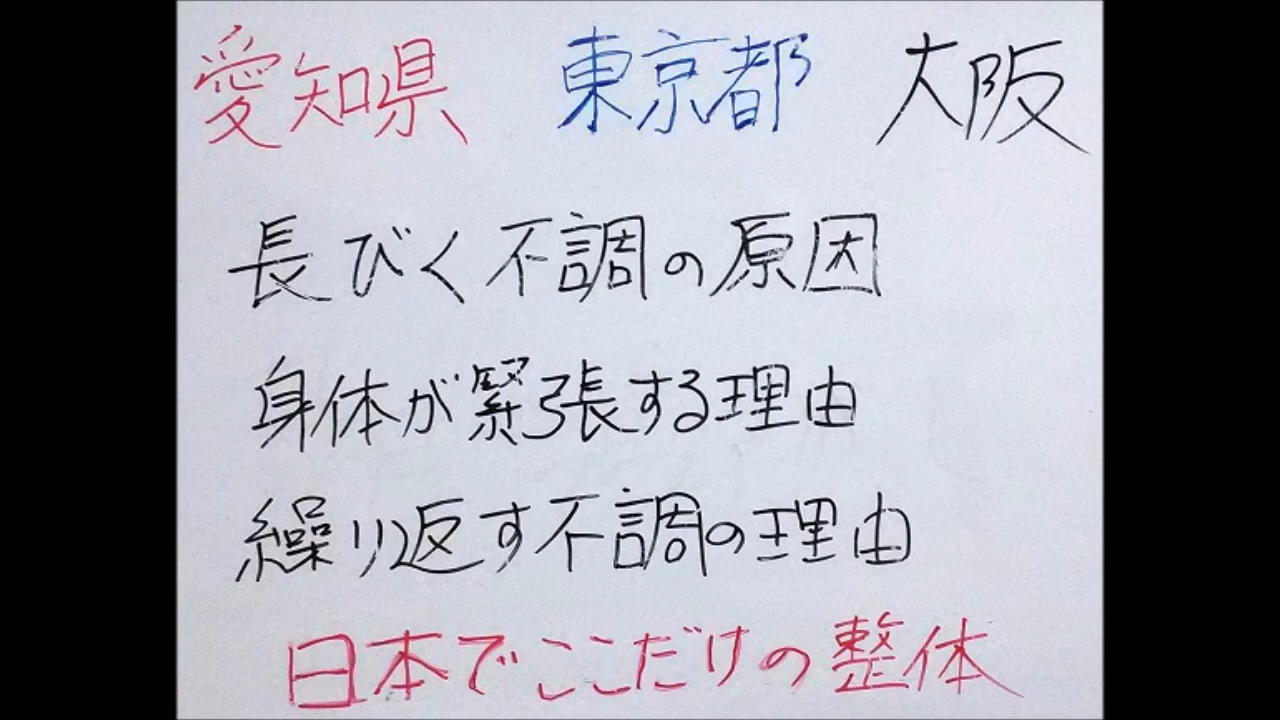 愛知県 東京都 大阪
長びく不調の原因
身体が緊張する理由
繰り返す不調の理由
日本でここだけの整体